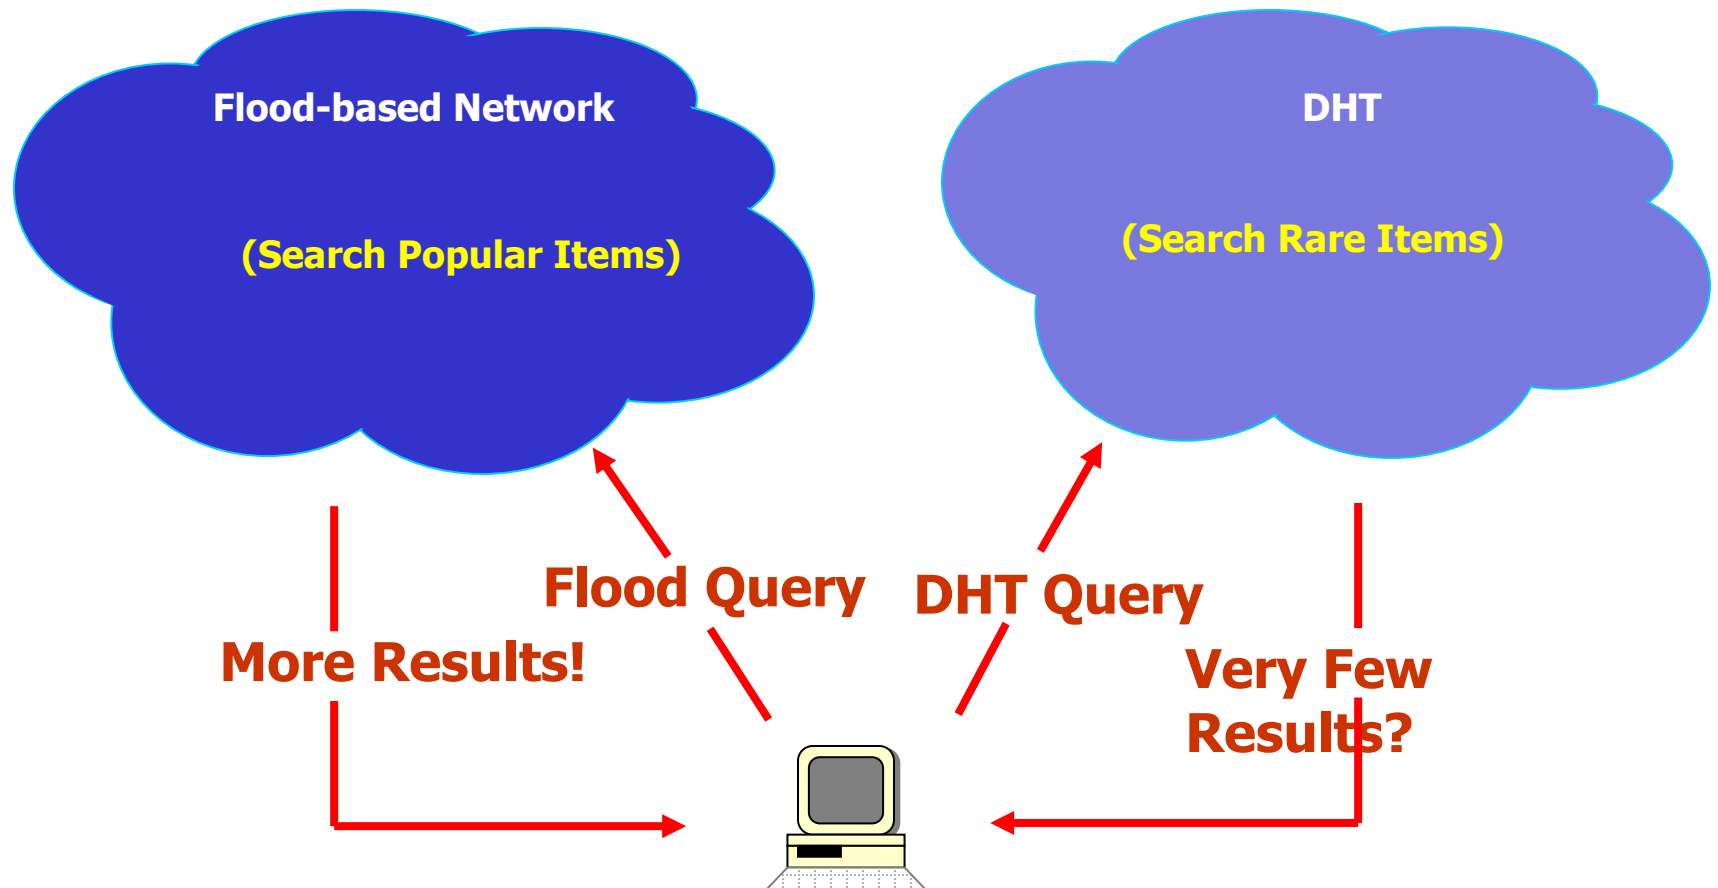 Flood-based Network
(Search Popular Items)
DHT
(Search Rare Items)
Flood Query
DHT Query
More Results!
Very Few
Results?